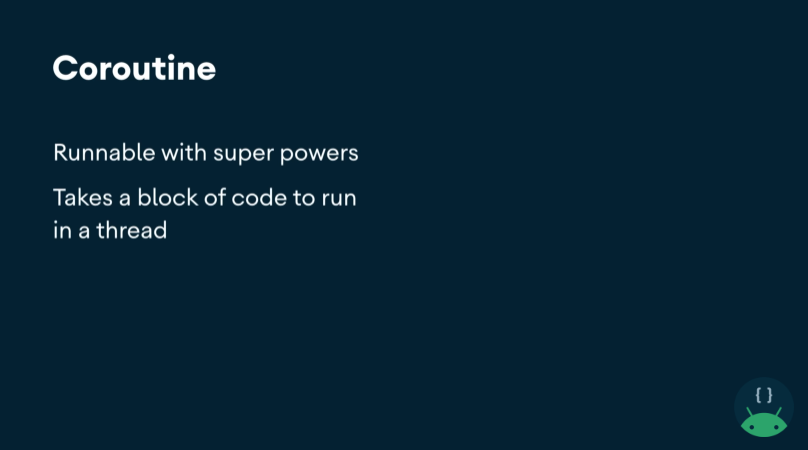 Coroutine
Runnable with super powers
Takes a block of code to run
in a thread
{ }